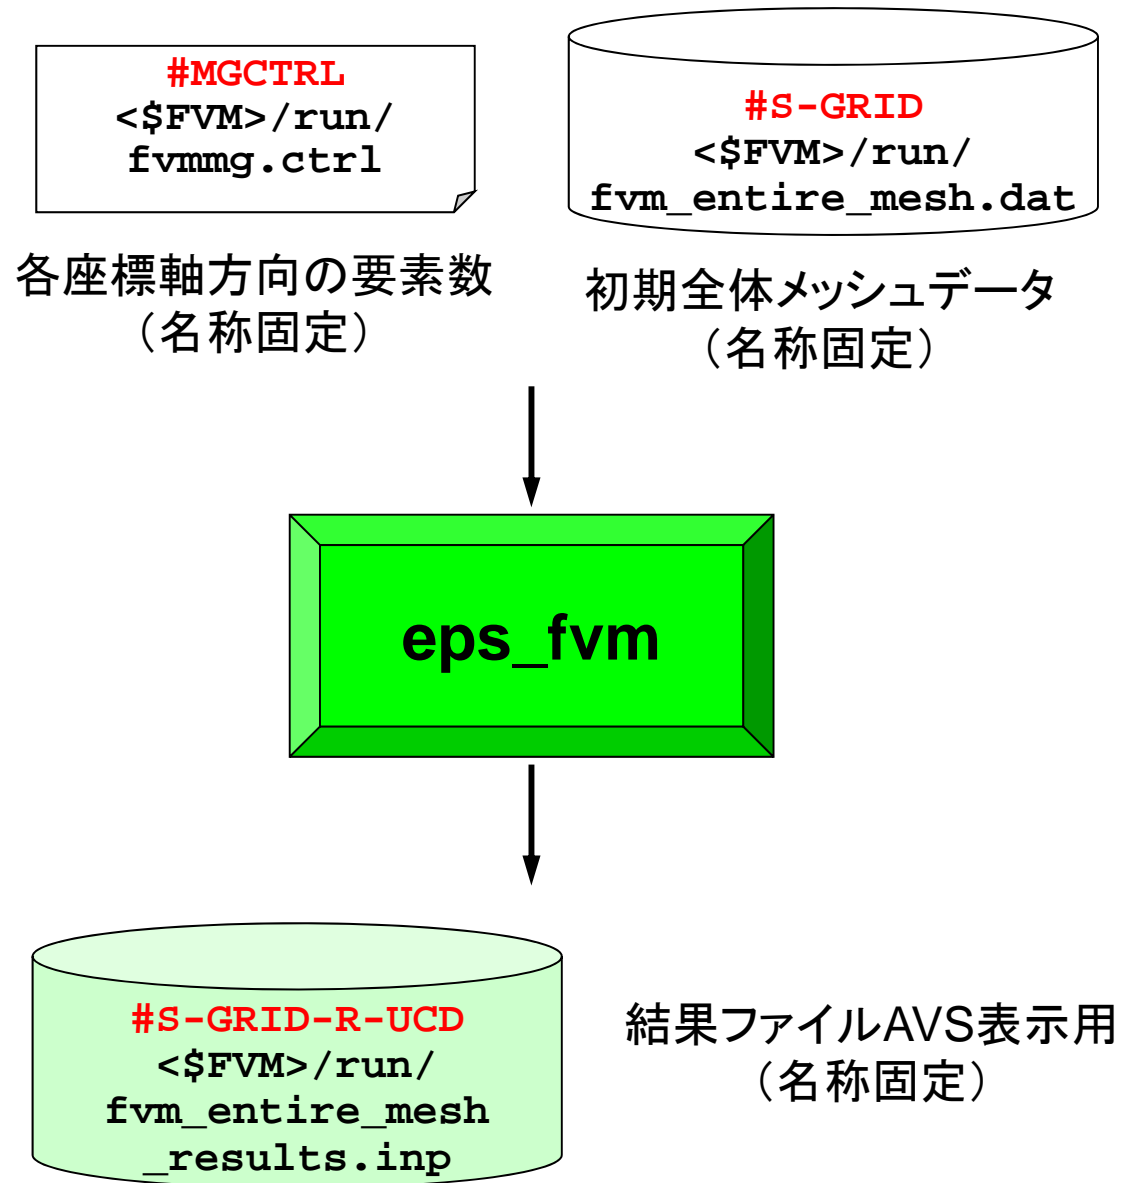 #MGCTRL
<$FVM>/run/
fvmmg.ctrl
各座標軸方向の要素数
（名称固定）
#S-GRID
<$FVM>/run/
fvm_entire_mesh.dat
初期全体メッシュデータ
（名称固定）
eps_fvm
#S-GRID-R-UCD
<$FVM>/run/
fvm_entire_mesh
_results.inp
結果ファイルAVS表示用
（名称固定）